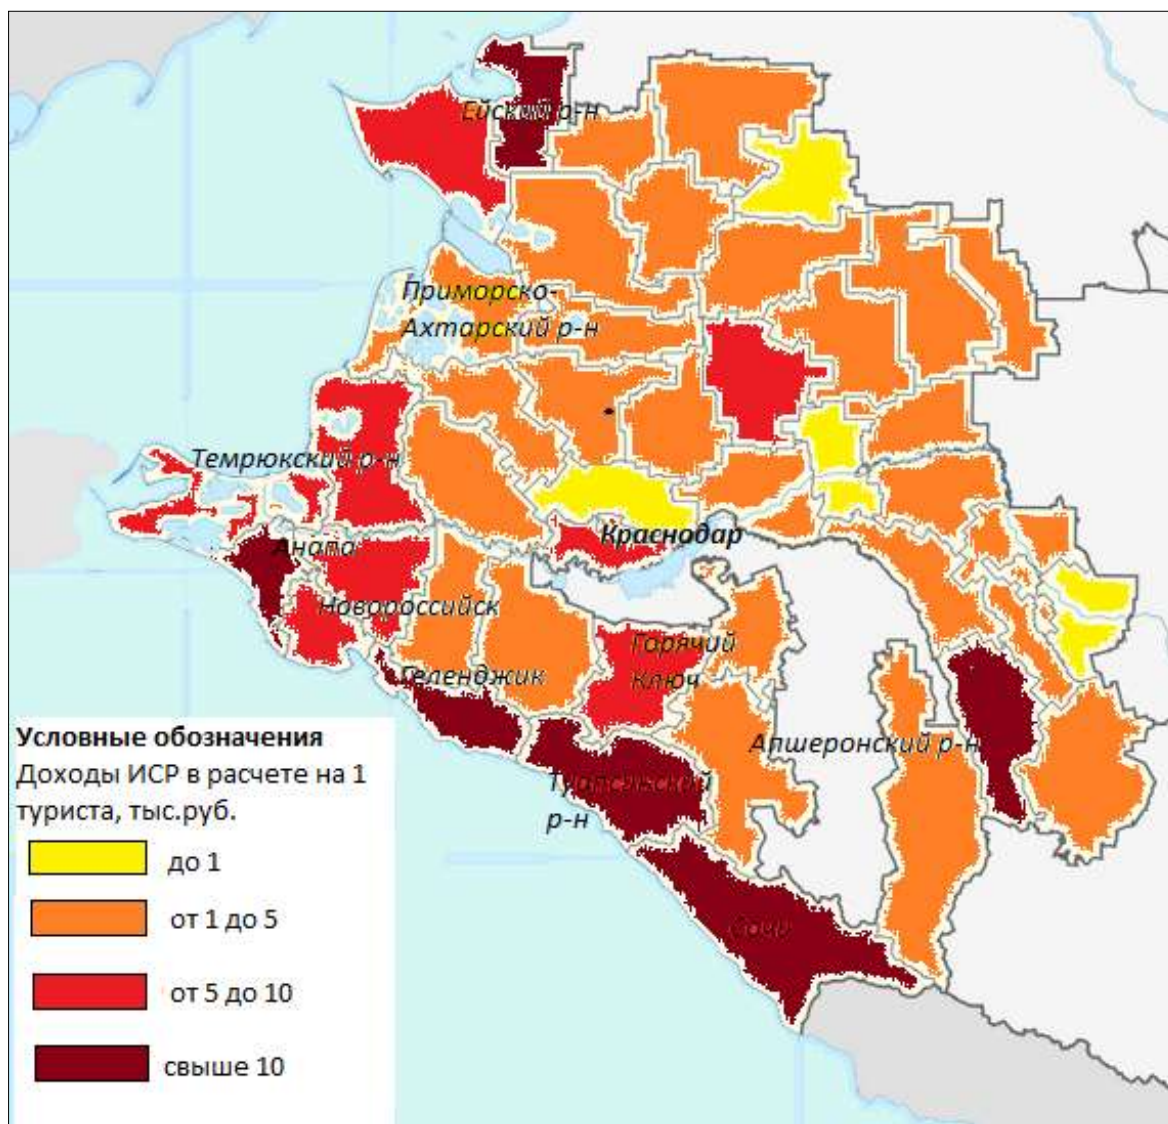 Ейский р-н
Приморско-
Ахтарский р-н
Темрюкский р-н
Краснодар
Анапа
Новороссийск
Горячий
ключ
Геленджик
Апшеронский р-н
Туапсинский
р-н
Сочи
Условные обозначения
Доходы ИСР в расчете на 1
туриста, тыс.руб.
до 1
от 1 до 5
от 5 до 10
свыше 10